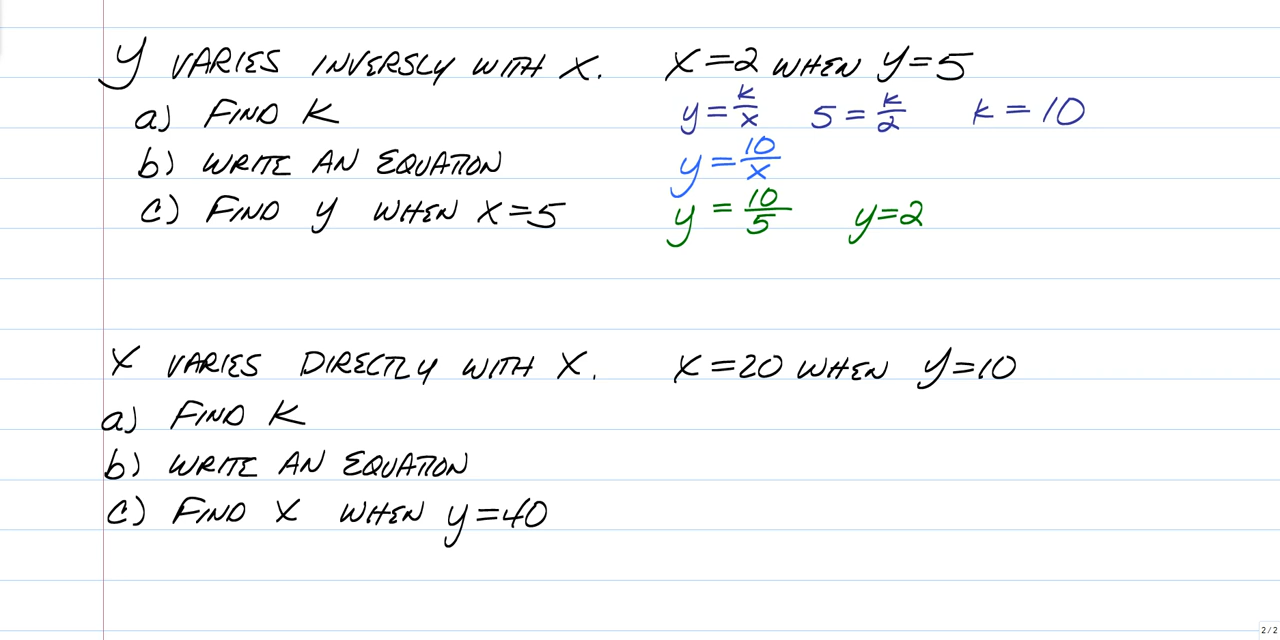 Y VARIES INVERSLY WITH X. X=2 WHEN Y=5
a) FIND K y=k/x 5=k/2 k=10
b) WRITE AN EQUATION y=10/x
c) FIND y WHEN X=5 y=10/5 y=2
X VARIES DIRECTLY WITH X. X=20 WHEN Y=10
a) FIND K
b) WRITE AN EQUATION
c) FIND X WHEN y=40
2/2